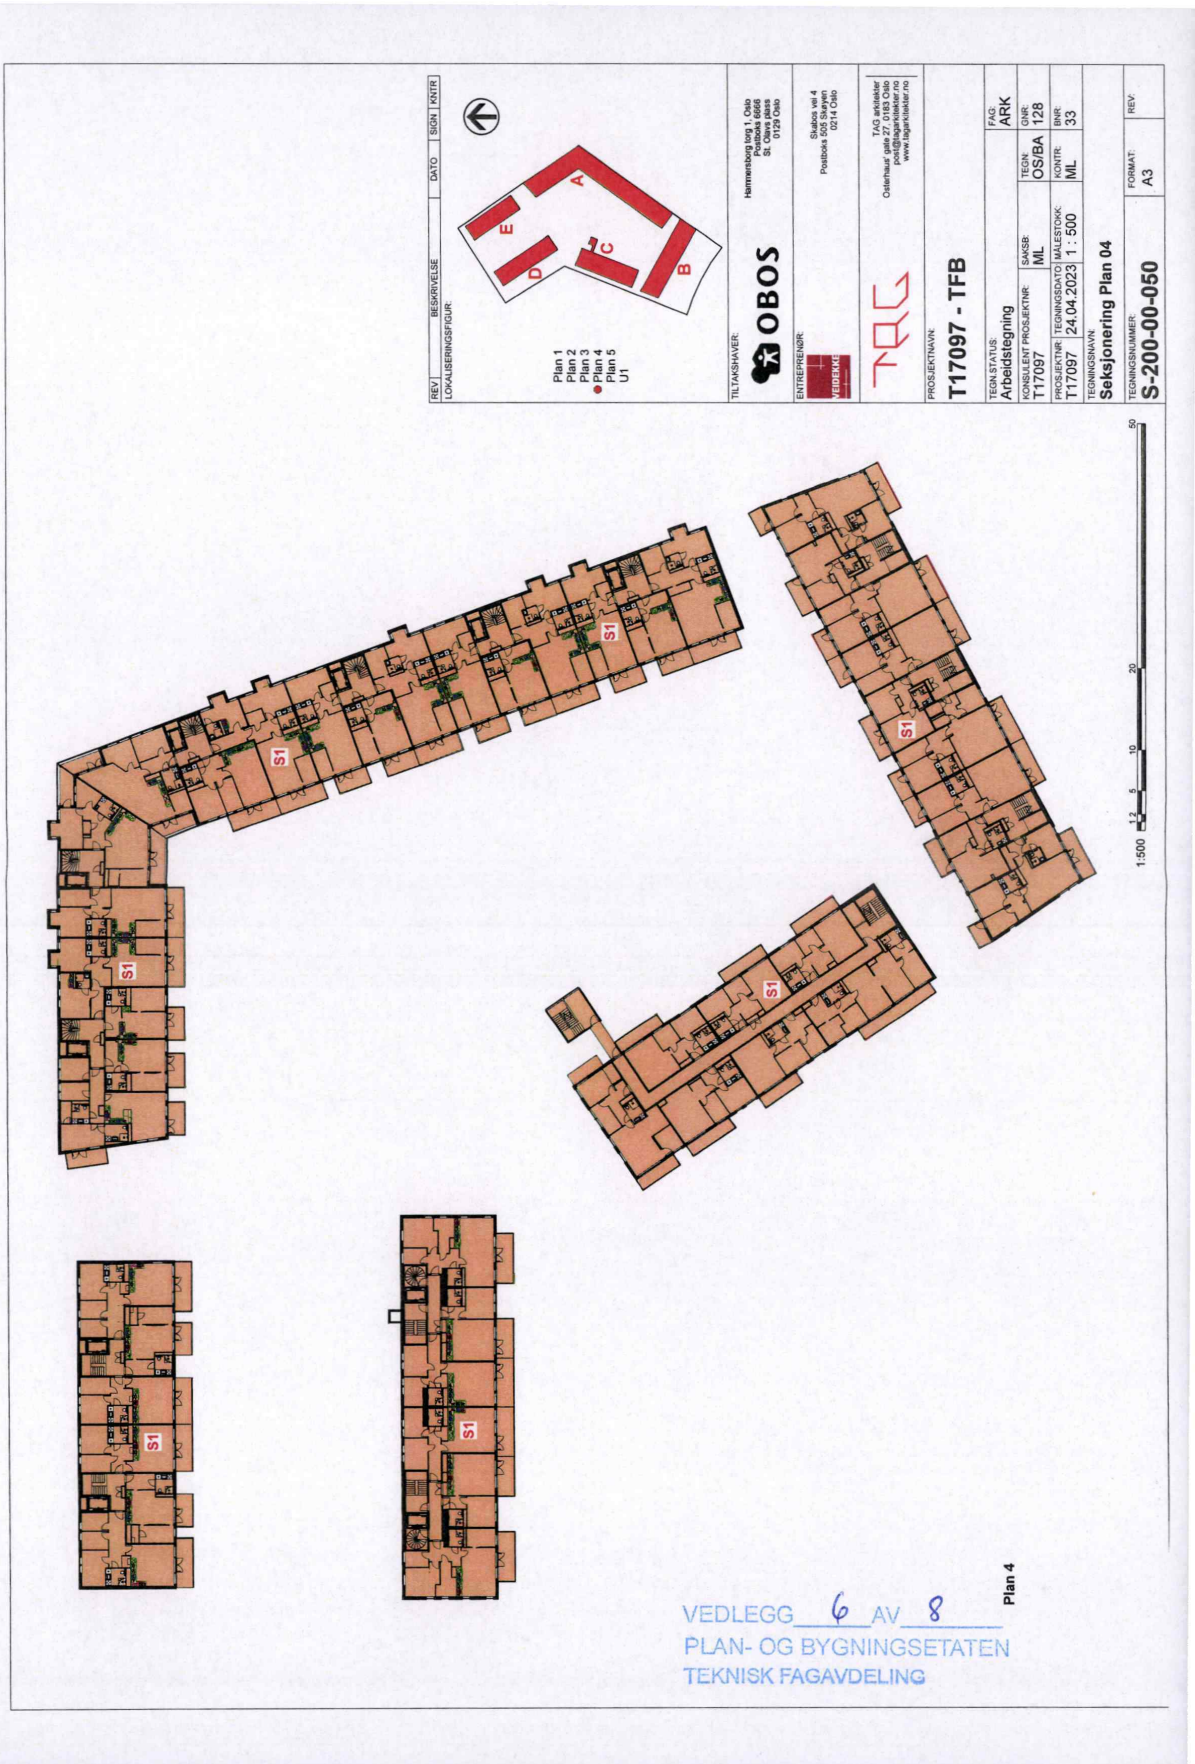 REV BESKRIVELSE DATO SIGN KNTR
LOKALISERINGSFIGUR:
E
A
D
C
B
Plan 1
Plan 2
Plan 3
Plan 4
Plan 5
U1
TILTAKSHAVER:
OBOS
Hammersborg torg 1, Oslo
Postboks 6666
St. Olavs plass
0129 Oslo
ENTREPRENØR:
VEIDEKKE
Skabos vei 4
Postboks 505 Skøyen
0214 Oslo
TAG
TAG arkitekter
Osterhaus' gate 27, 0183 Oslo
post@tagarkitekter.no
www.tagarkitekter.no
PROSJEKTNAVN:
T17097 - TFB
TEGN.STATUS: FAG:
Arbeidstegning ARK
KONSULENT PROSJEKTNR: SAKSB: TEGN: GNR:
T17097 ML OS/BA 128
PROSJEKTNR: TEGNINGSDATO: MÅLESTOKK: KONTR: BNR:
T17097 24.04.2023 1 : 500 ML 33
TEGNINGSNAVN:
Seksjonering Plan 04
TEGNINGSNUMMER: FORMAT: REV:
S-200-00-050 A3
S1
S1
S1
S1
S1
S1
S1
1:500 1 2 5 10 20 50
Plan 4
VEDLEGG 6 AV 8
PLAN- OG BYGNINGSETATEN
TEKNISK FAGAVDELING